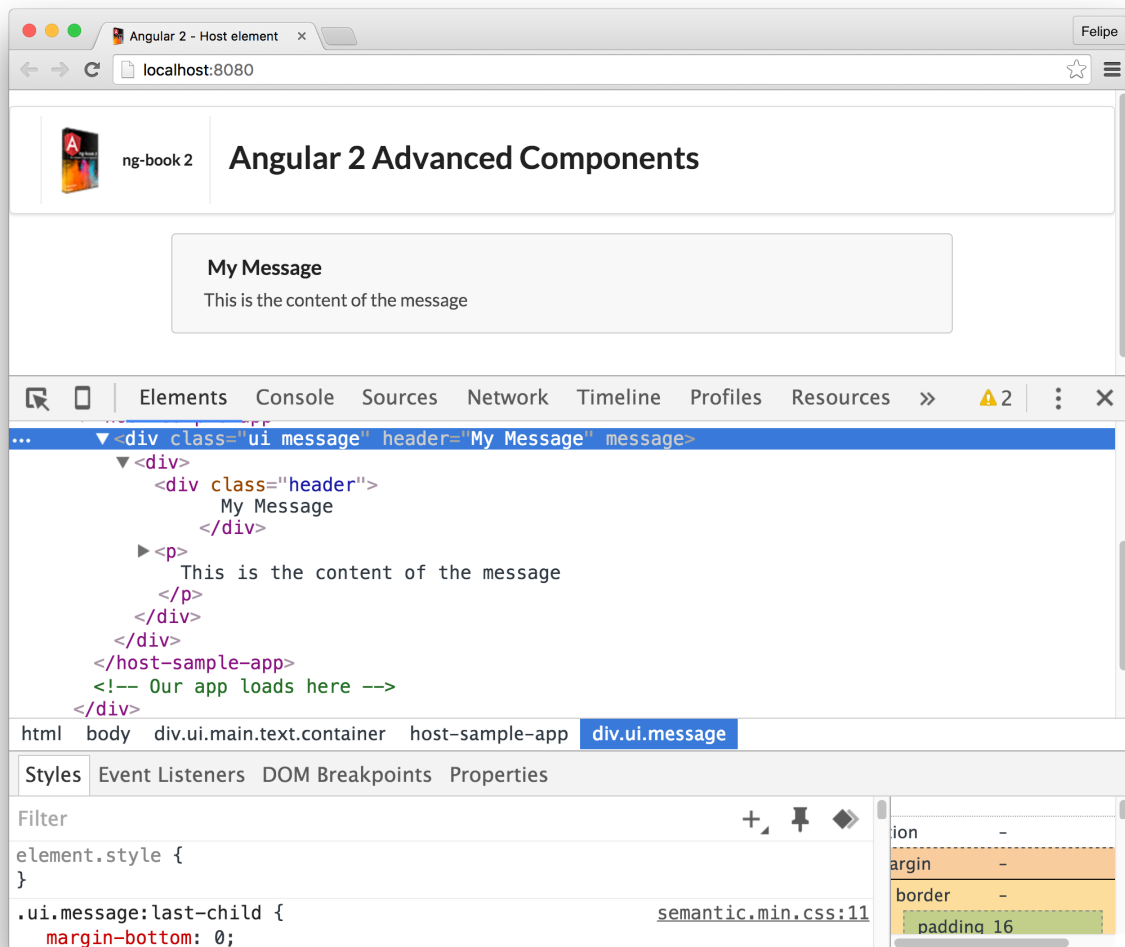 Angular 2 - Host element
Felipe
localhost:8080
ng-book 2
Angular 2 Advanced Components
My Message
This is the content of the message
Elements Console Sources Network Timeline Profiles Resources » 2
<div class="ui message" header="My Message" message>
<div>
<div class="header">
My Message
</div>
<p>
This is the content of the message
</p>
</div>
</div>
</host-sample-app>
<!-- Our app loads here -->
</div>
html body div.ui.main.text.container host-sample-app div.ui.message
Styles Event Listeners DOM Breakpoints Properties
Filter
element.style {
}
.ui.message:last-child { semantic.min.css:11
margin-bottom: 0;
ion –
argin –
border –
padding 16